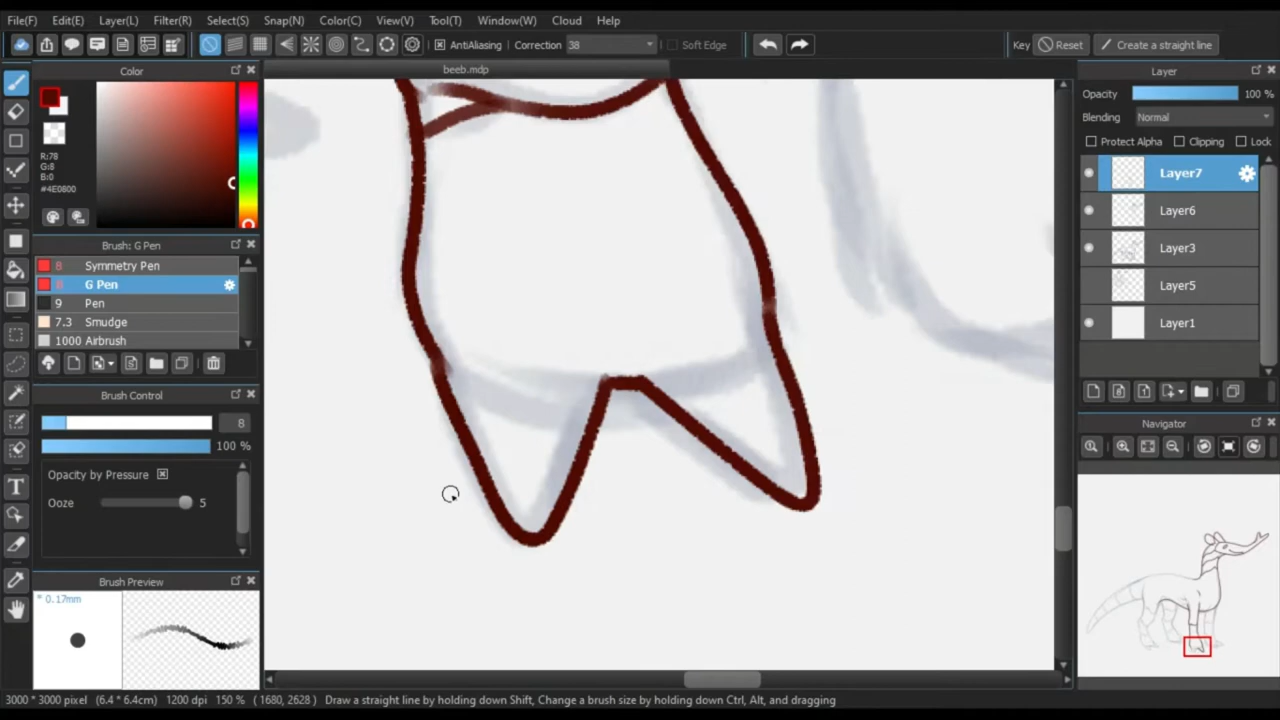 File(F) Edit(E) Layer(L) Filter(R) Select(S) Snap(N) Color(C) View(V) Tool(T) Window(W) Cloud Help
AntiAliasing Correction 38 Soft Edge Key Reset Create a straight line
Color
beeb.mdp
Layer
R:78
G:8
B:0
#4E0800
Opacity 100 %
Blending Normal
Protect Alpha Clipping Lock
Layer7
Layer6
Layer3
Layer5
Layer1
Brush: G Pen
8 Symmetry Pen
8 G Pen
9 Pen
7.3 Smudge
1000 Airbrush
Brush Control
8
100 %
Opacity by Pressure
Ooze 5
Navigator
Brush Preview
* 0.17mm
3000 * 3000 pixel (6.4 * 6.4cm) 1200 dpi 150 % ( 1680, 2628 ) Draw a straight line by holding down Shift, Change a brush size by holding down Ctrl, Alt, and dragging